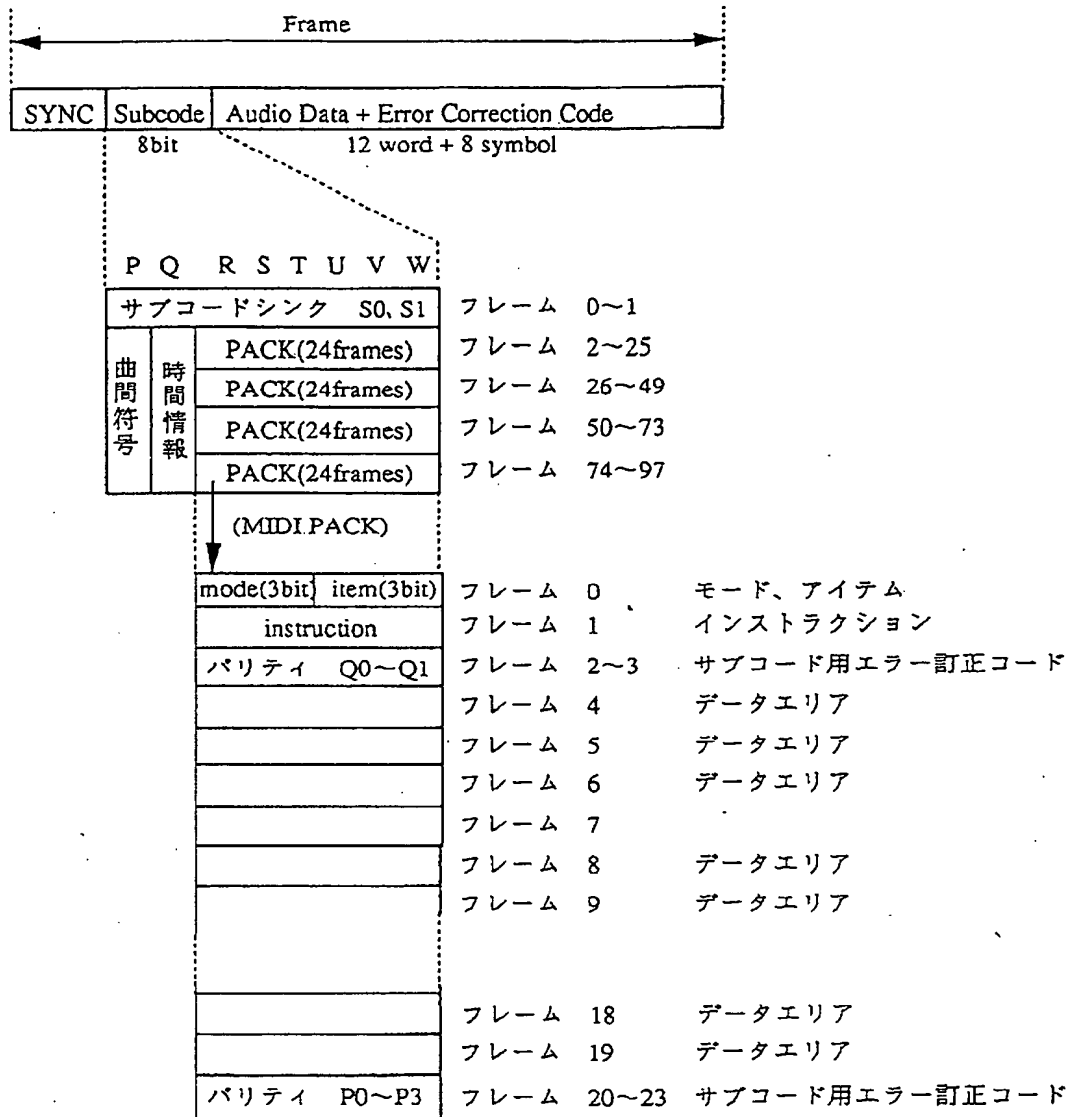 Frame
SYNC Subcode Audio Data + Error Correction Code
8bit 12 word + 8 symbol
P Q R S T U V W
サブコードシンク S0、S1 フレーム 0〜1
曲間符号
時間情報
PACK(24frames) フレーム 2〜25
PACK(24frames) フレーム 26〜49
PACK(24frames) フレーム 50〜73
PACK(24frames) フレーム 74〜97
(MIDI.PACK)
mode(3bit) item(3bit) フレーム 0 モード、アイテム
instruction フレーム 1 インストラクション
パリティ Q0〜Q1 フレーム 2〜3 サブコード用エラー訂正コード
フレーム 4 データエリア
フレーム 5 データエリア
フレーム 6 データエリア
フレーム 7
フレーム 8 データエリア
フレーム 9 データエリア
フレーム 18 データエリア
フレーム 19 データエリア
パリティ P0〜P3 フレーム 20〜23 サブコード用エラー訂正コード